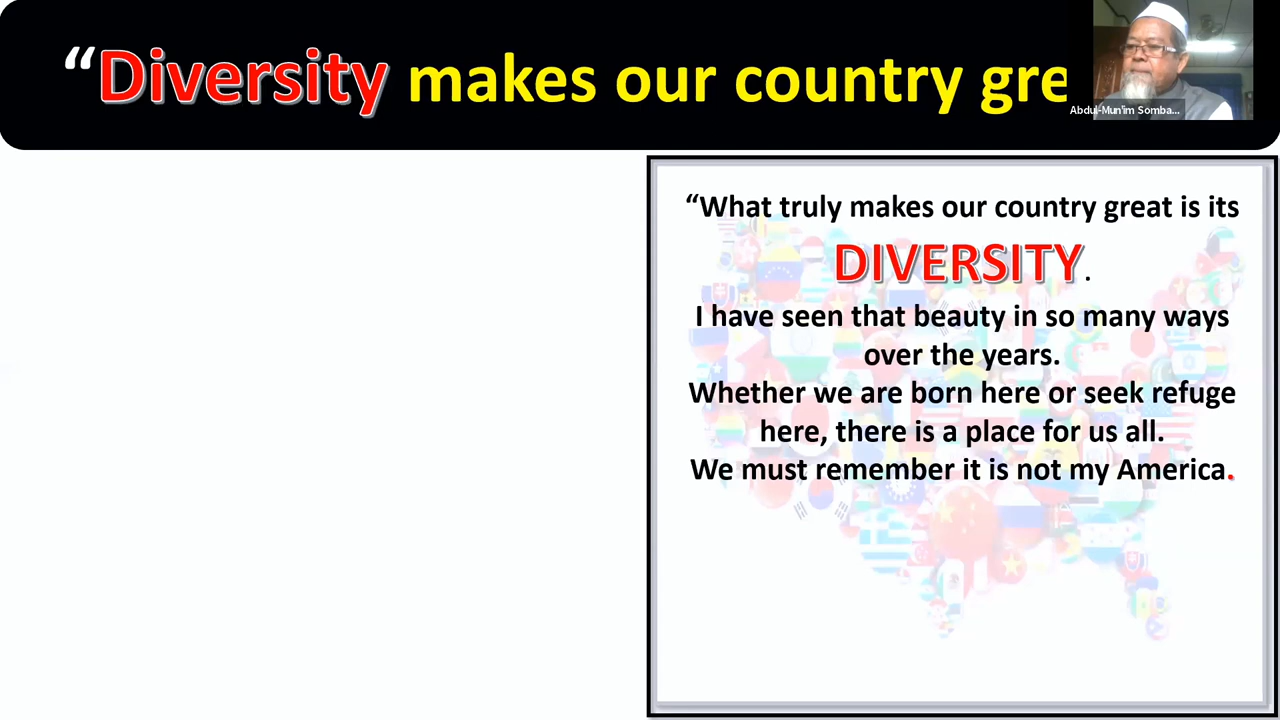 “Diversity makes our country gre
Abdul-Mun'im Somba...
“What truly makes our country great is its
DIVERSITY.
I have seen that beauty in so many ways
over the years.
Whether we are born here or seek refuge
here, there is a place for us all.
We must remember it is not my America.